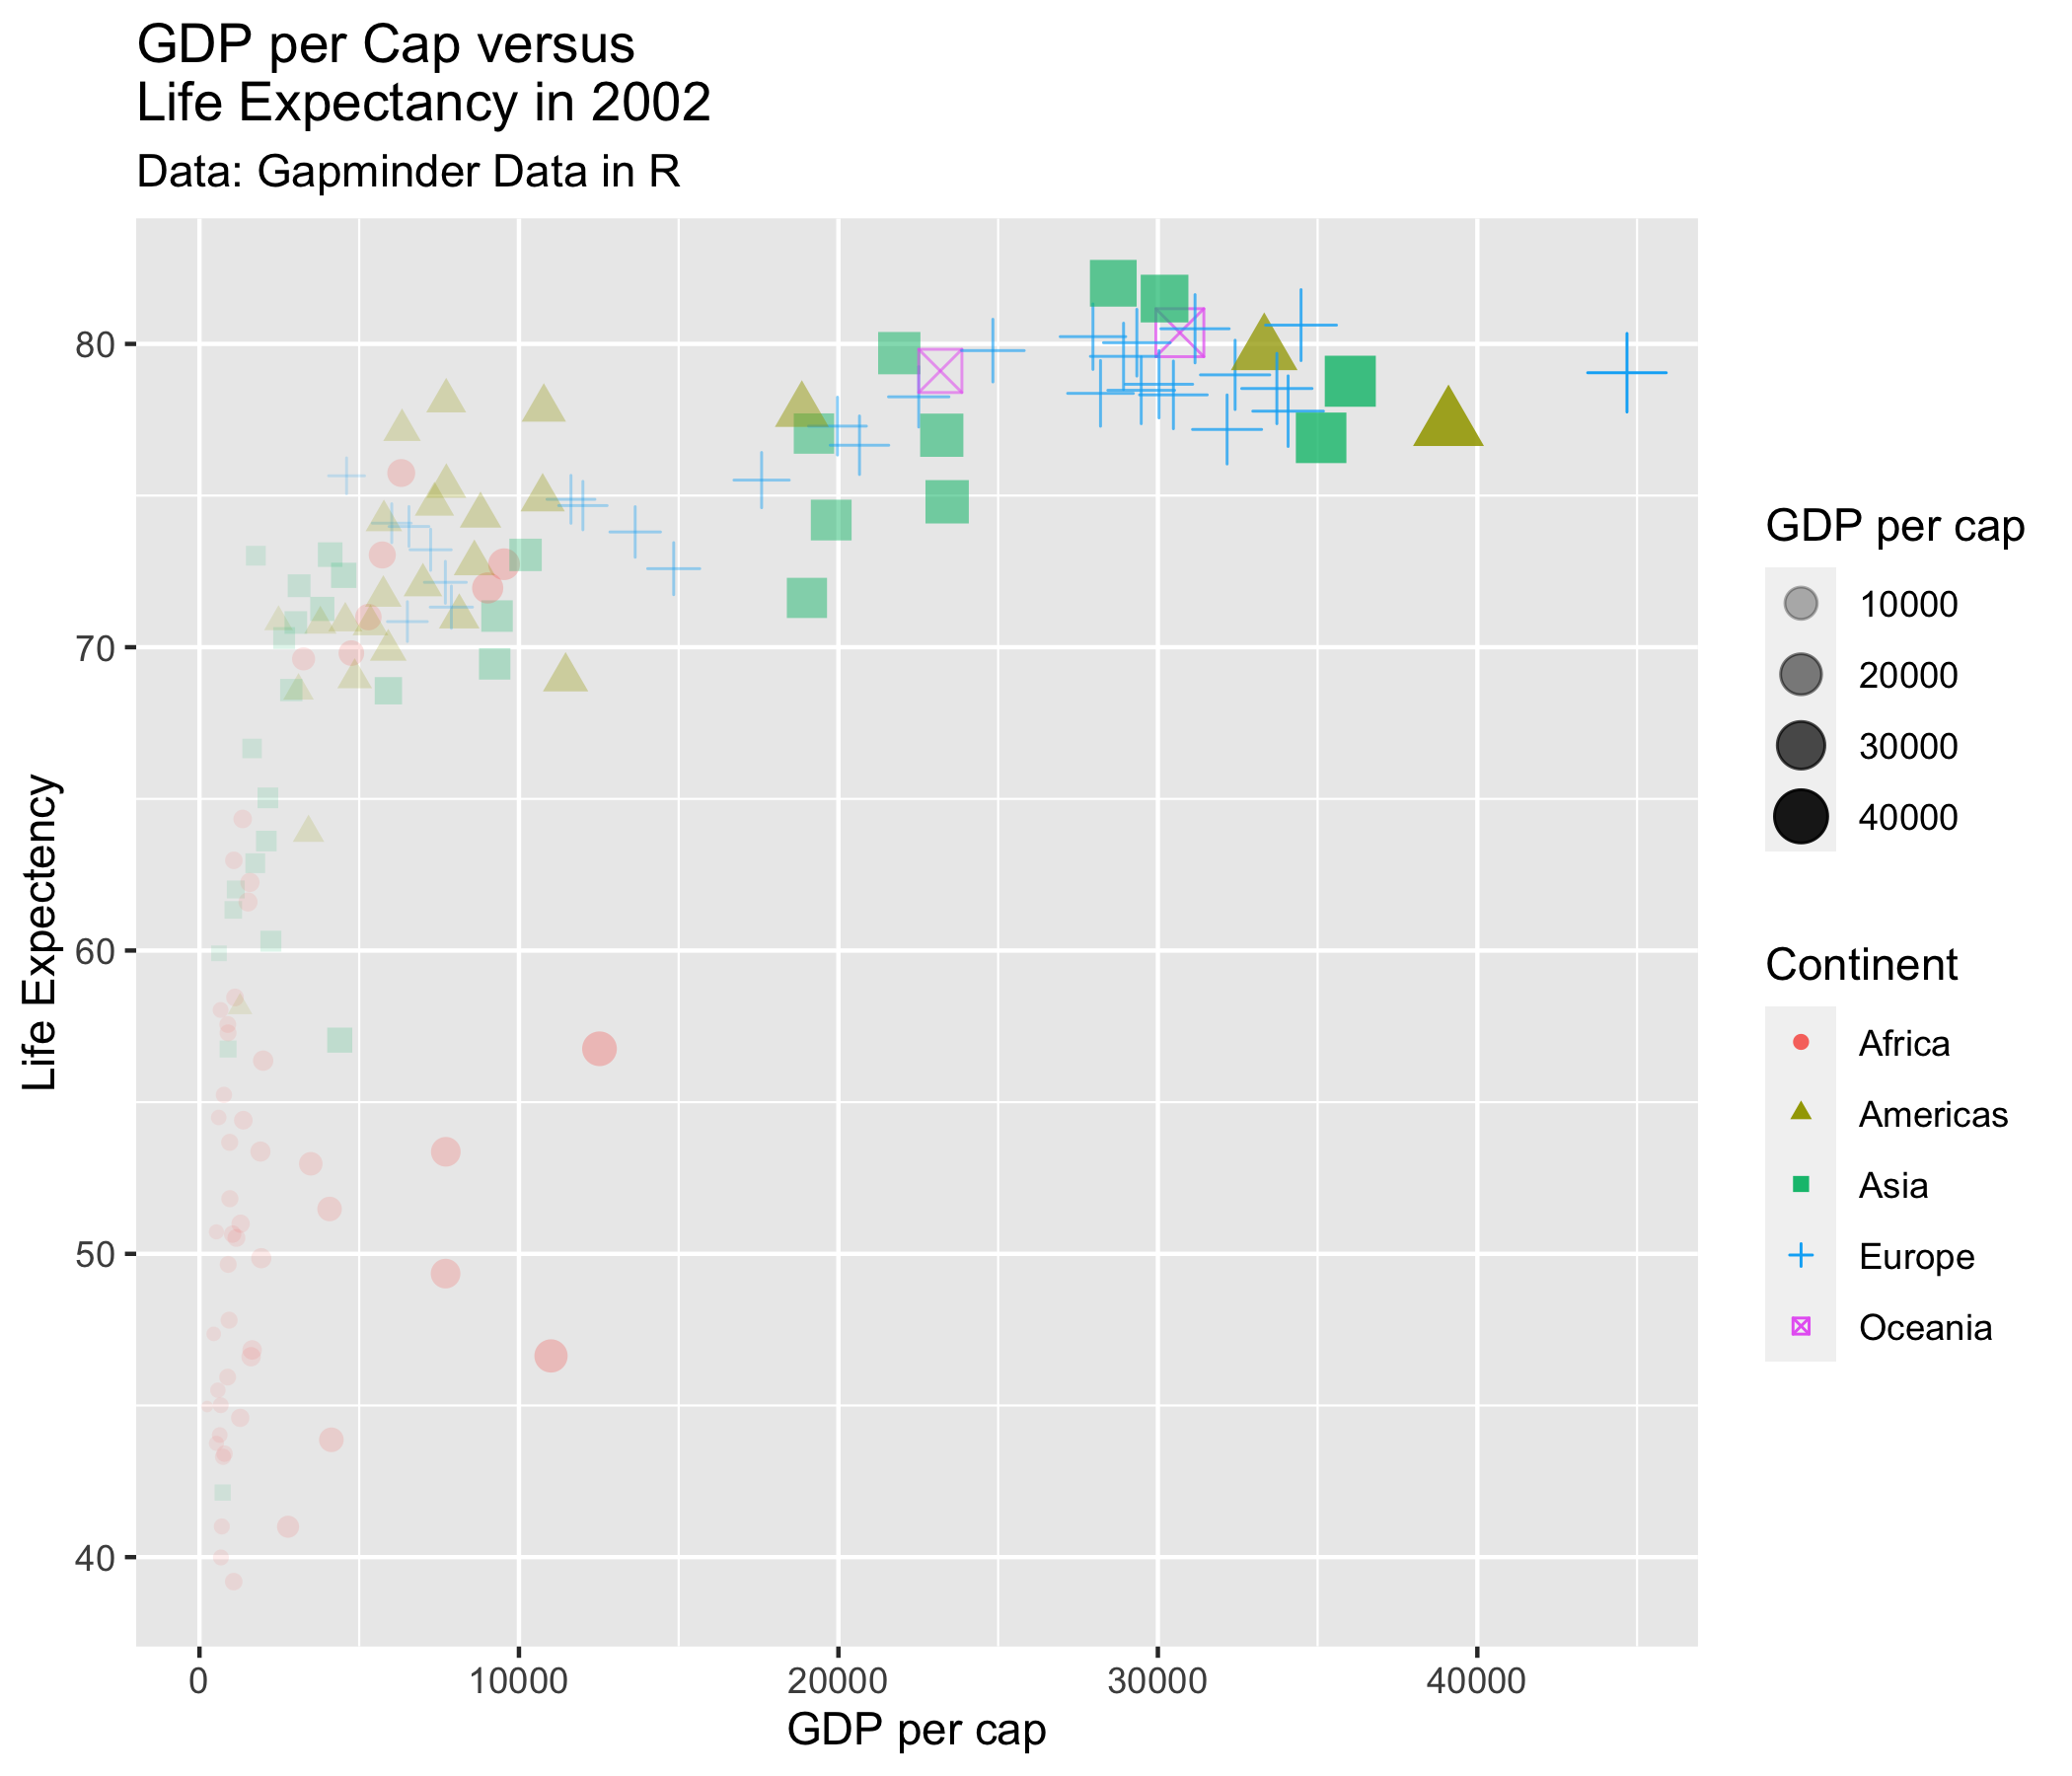 GDP per Cap versus
Life Expectancy in 2002
Data: Gapminder Data in R
Life Expectency
80
70
60
50
40
0
10000
20000
30000
40000
GDP per cap
GDP per cap
10000
20000
30000
40000
Continent
Africa
Americas
Asia
Europe
Oceania